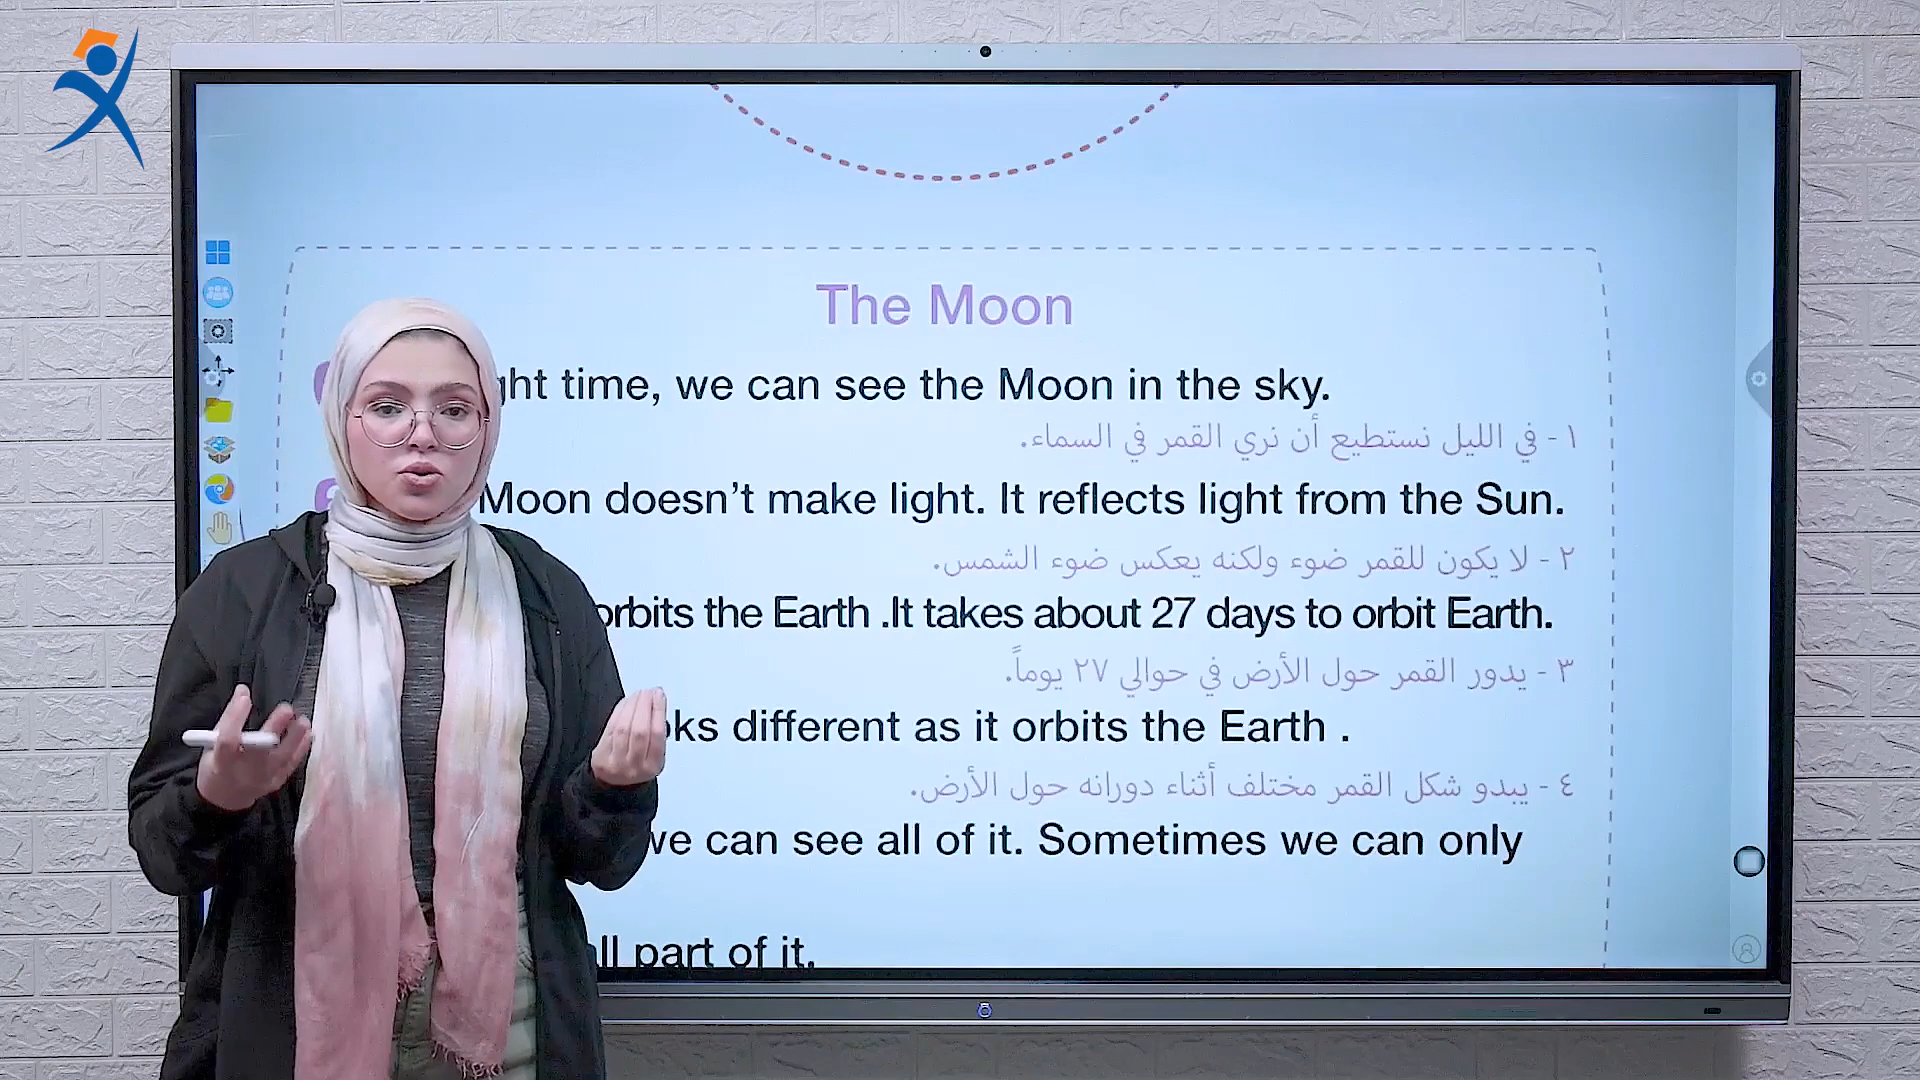 The Moon
time, we can see the Moon in the sky.
١ - في الليل نستطيع أن نري القمر في السماء.
Moon doesn't make light. It reflects light from the Sun.
٢ - لا يكون للقمر ضوء ولكنه يعكس ضوء الشمس.
orbits the Earth .It takes about 27 days to orbit Earth.
٣ - يدور القمر حول الأرض في حوالي ٢٧ يوماً.
different as it orbits the Earth .
٤ - يبدو شكل القمر مختلف أثناء دورانه حول الأرض.
we can see all of it. Sometimes we can only
part of it.